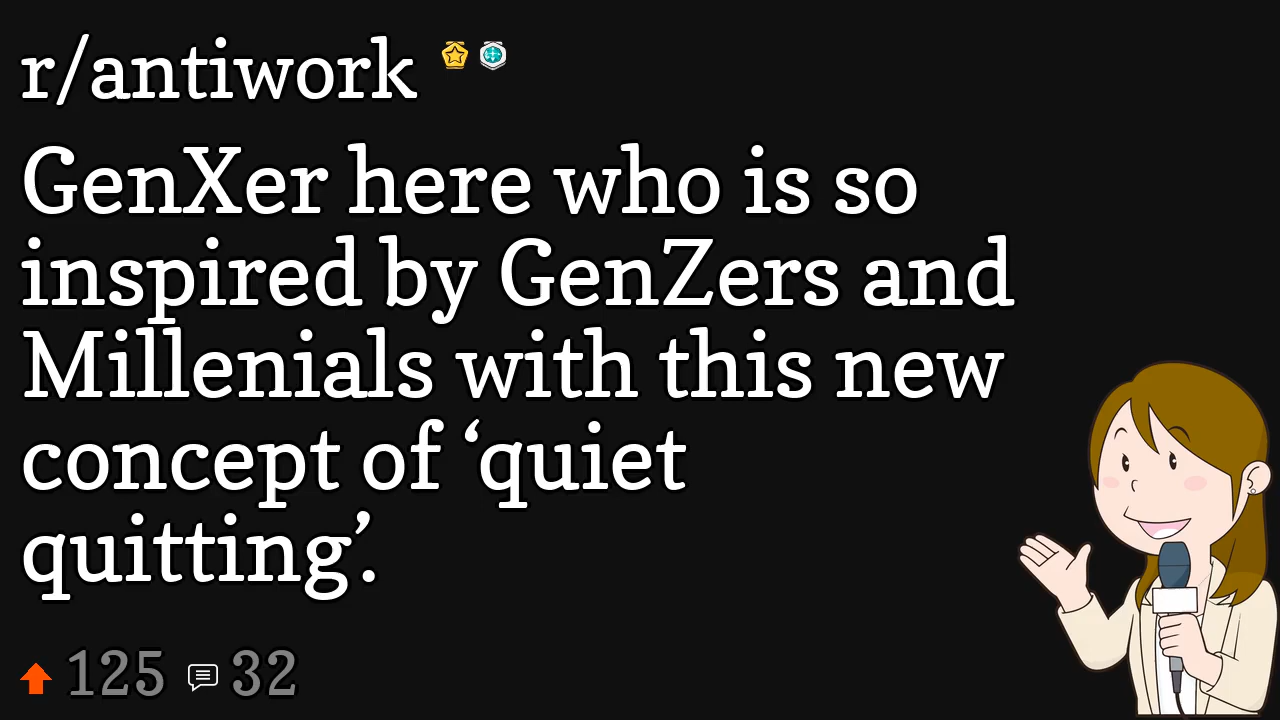 r/antiwork
GenXer here who is so
inspired by GenZers and
Millenials with this new
concept of ‘quiet
quitting’.
125 32